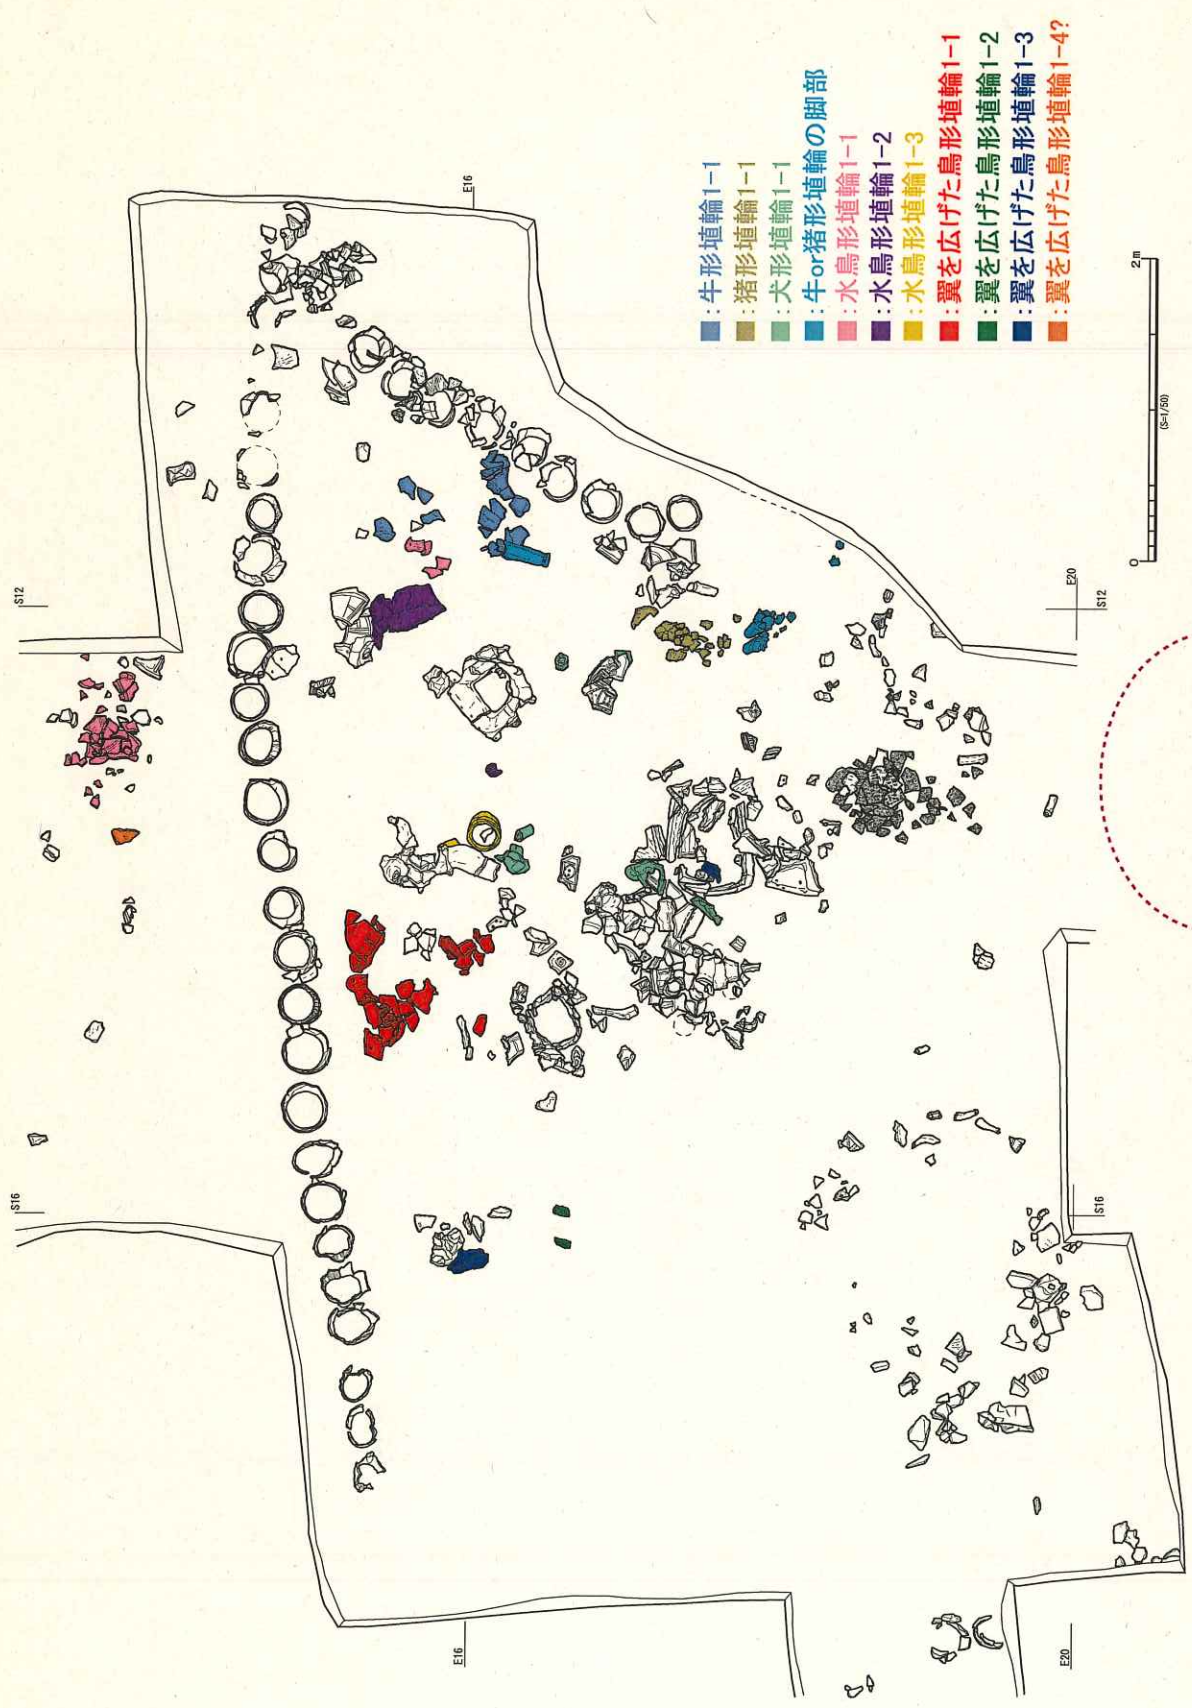 ■:牛形埴輪1-1
■:猪形埴輪1-1
■:犬形埴輪1-1
■:牛or猪形埴輪の脚部
■:水鳥形埴輪1-1
■:水鳥形埴輪1-2
■:水鳥形埴輪1-3
■:翼を広げた鳥形埴輪1-1
■:翼を広げた鳥形埴輪1-2
■:翼を広げた鳥形埴輪1-3
■:翼を広げた鳥形埴輪1-4?
0
2m
(S=1/50)
E16
E20
S12
S12
S16
S16
E16
E20